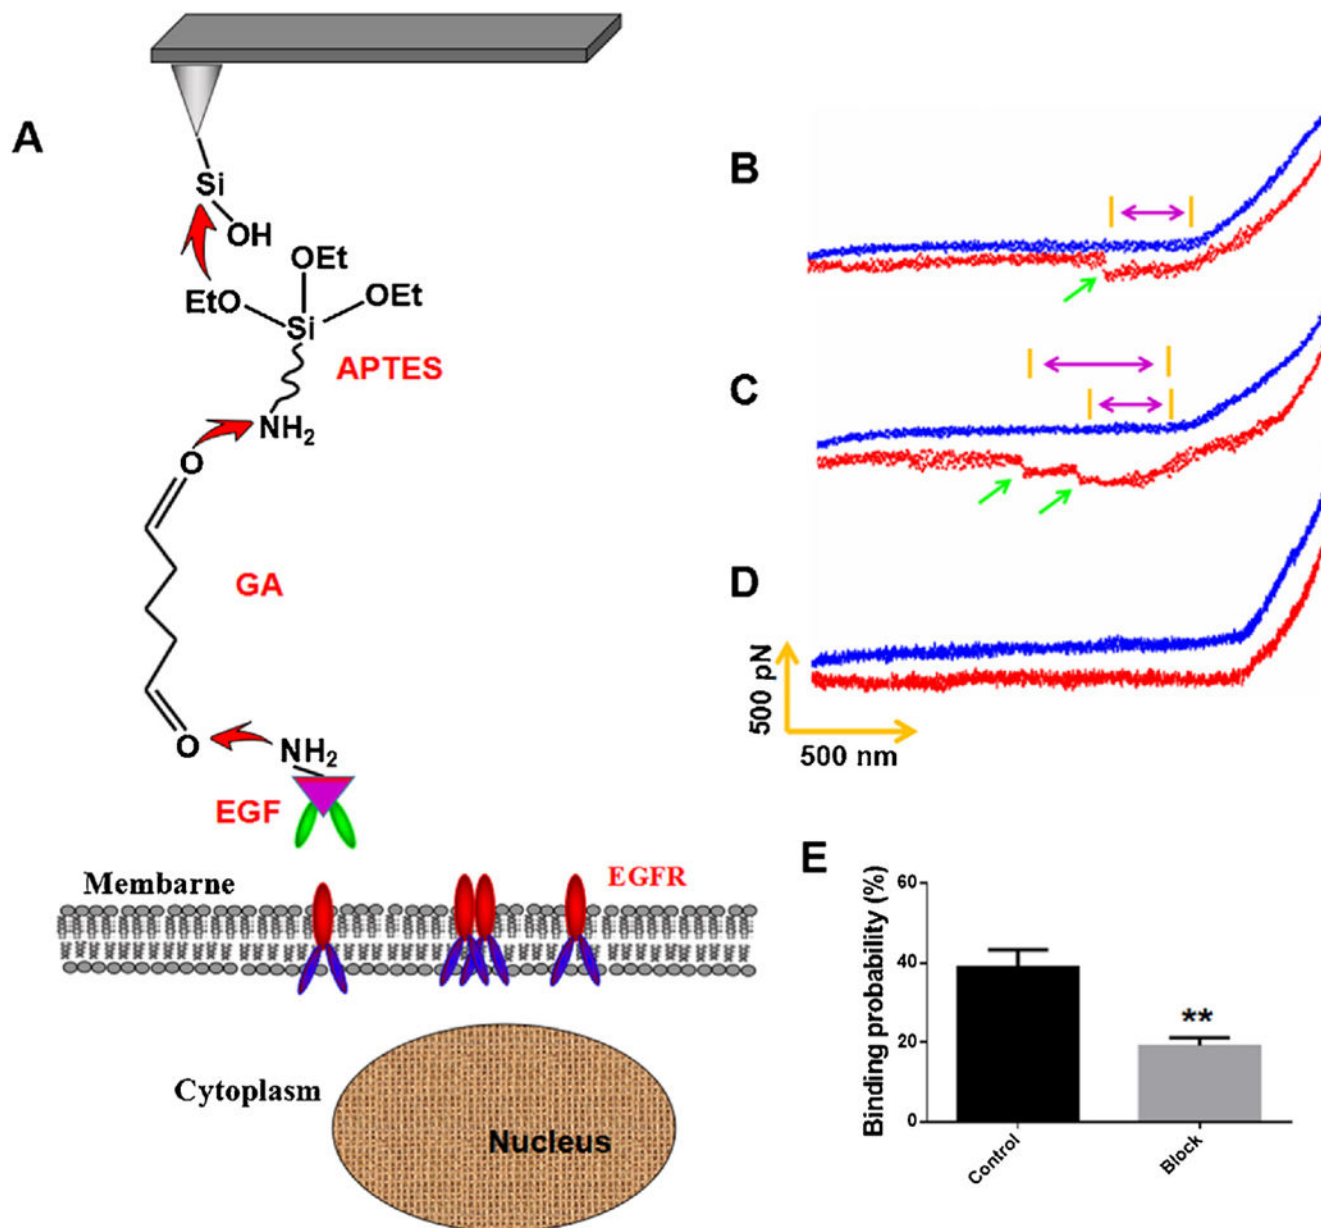 A
Si
OH
OEt
EtO
OEt
Si
APTES
NH2
O
GA
O
NH2
EGF
Membarne
EGFR
Cytoplasm
Nucleus
B
C
D
500 pN
500 nm
E
Binding probability (%)
60
40
20
0
**
Control
Block